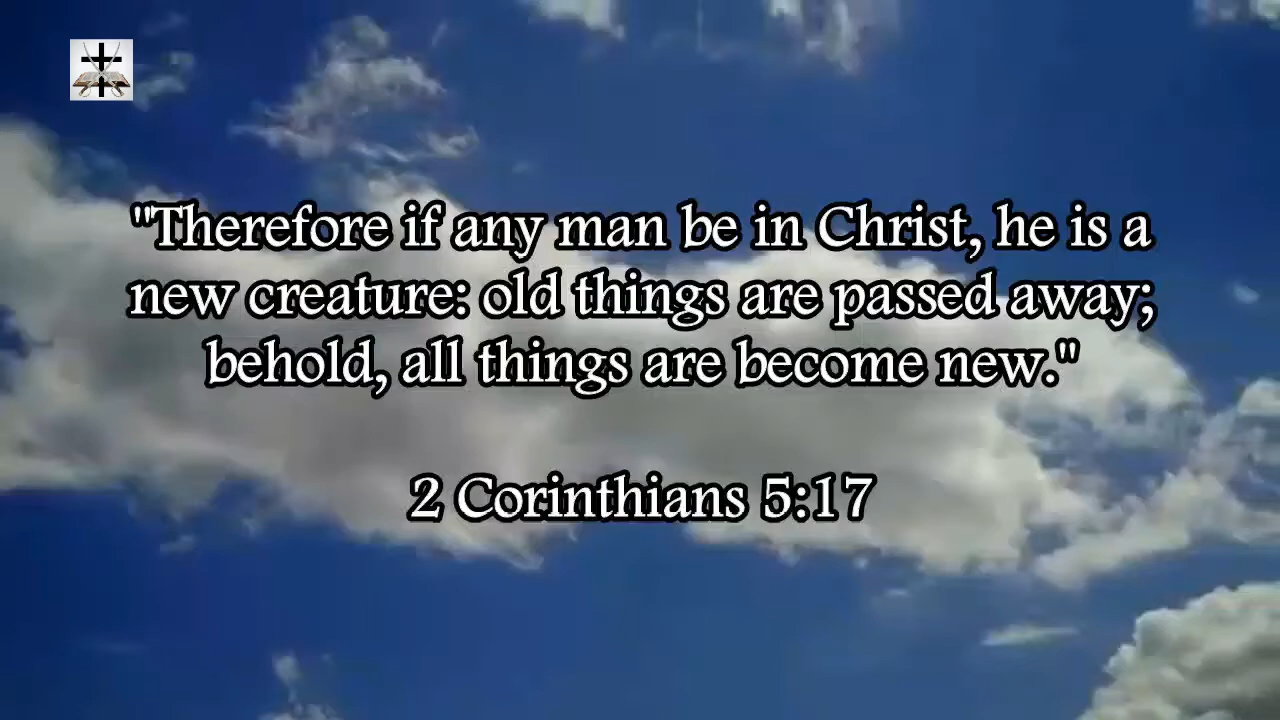 "Therefore if any man be in Christ, he is a
new creature: old things are passed away;
behold, all things are become new."
2 Corinthians 5:17